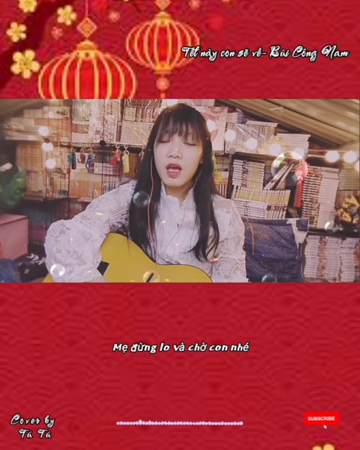 Tết này con sẽ về- Bùi Công Nam
Mẹ đừng lo và chờ con nhé
Cover by
Tú Tú
SUBSCRIBE